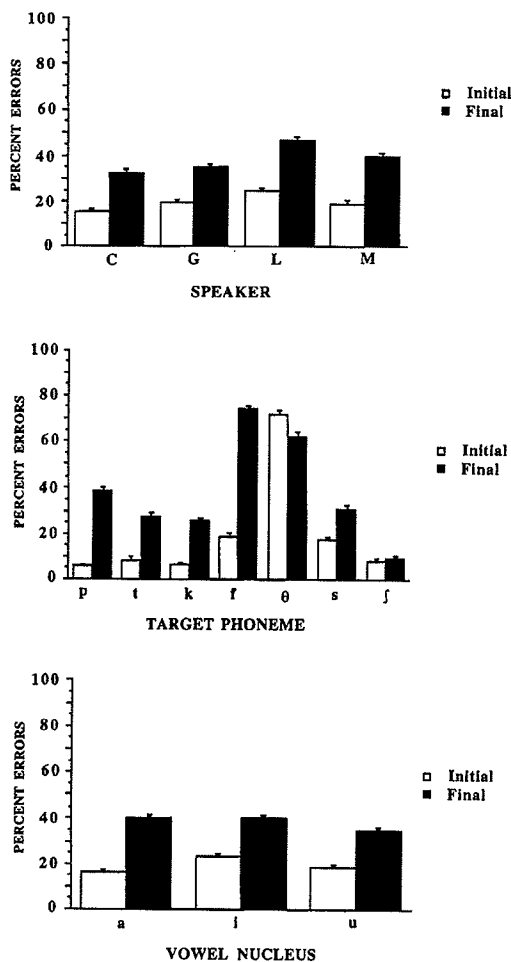 100
80
60
40
20
0
PERCENT ERRORS
Initial
Final
C G L M
SPEAKER
100
80
60
40
20
0
PERCENT ERRORS
Initial
Final
p t k f θ s ʃ
TARGET PHONEME
100
80
60
40
20
0
PERCENT ERRORS
Initial
Final
a i u
VOWEL NUCLEUS